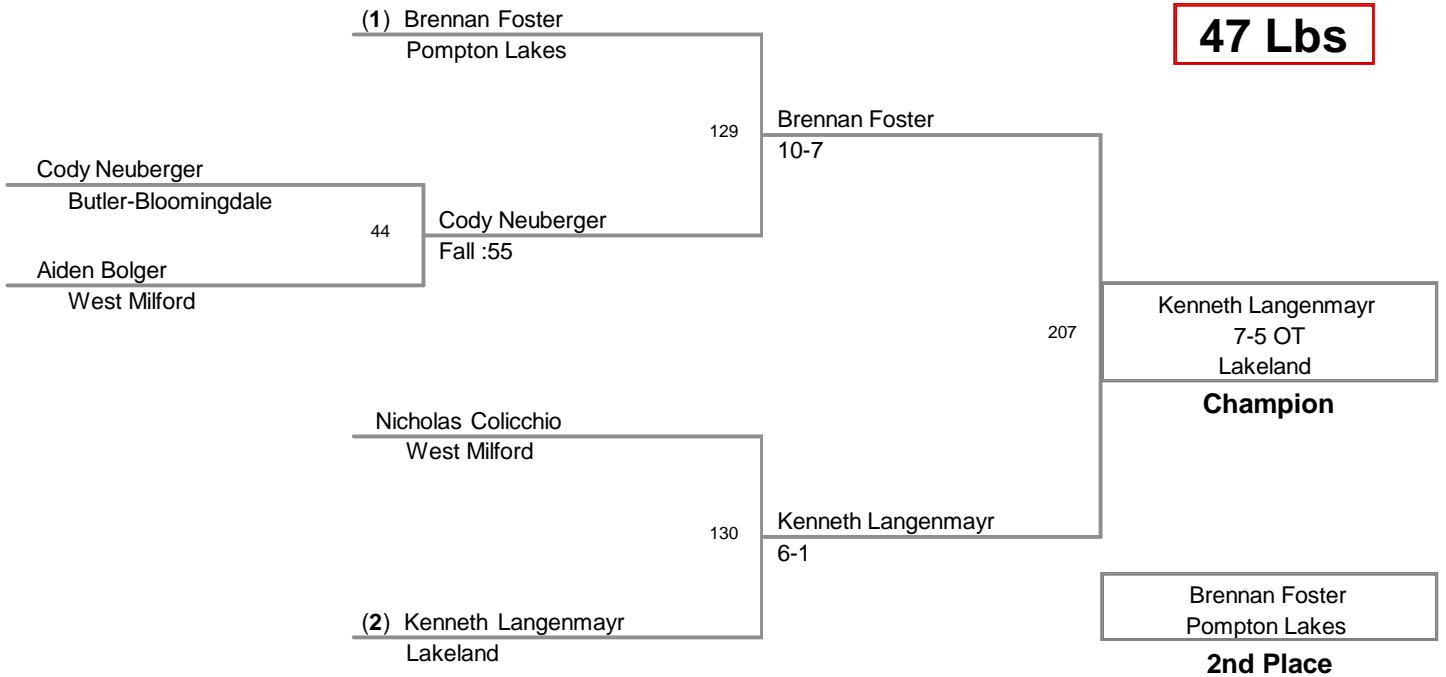 (1) Brennan Foster
Pompton Lakes
47 Lbs
129
Brennan Foster
10-7
Cody Neuberger
Butler-Bloomingdale
44
Cody Neuberger
Fall :55
Aiden Bolger
West Milford
207
Kenneth Langenmayr
7-5 OT
Lakeland
Champion
Nicholas Colicchio
West Milford
130
Kenneth Langenmayr
6-1
(2) Kenneth Langenmayr
Lakeland
Brennan Foster
Pompton Lakes
2nd Place